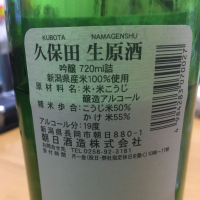 KUBOTA NAMAGENSHU
久保田 生原酒
吟醸 720ml詰
新潟県産米100%使用
原材料名：米・米こうじ
醸造アルコール
精米歩合：こうじ米50%
かけ米55%
アルコール分：19度
新潟県長岡市朝日880-1
朝日酒造株式会社
TEL 0258-92-3181